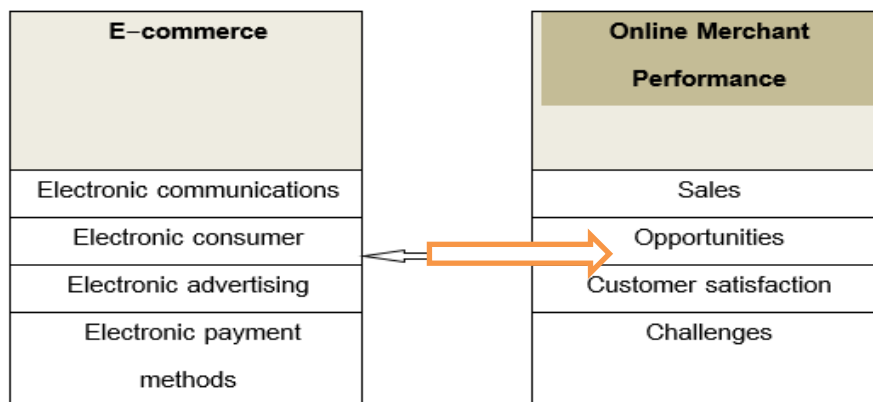 E-commerce
Electronic communications
Electronic consumer
Electronic advertising
Electronic payment
methods
Online Merchant
Performance
Sales
Opportunities
Customer satisfaction
Challenges